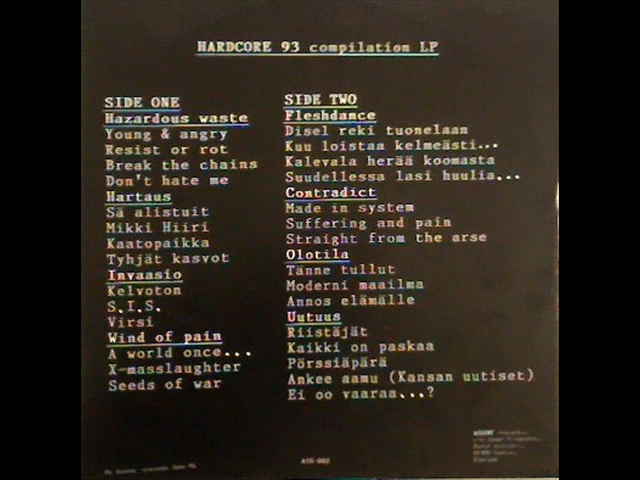 HARDCORE 93 compilation LP
SIDE ONE
Hazardous waste
Young & angry
Resist or rot
Break the chains
Don't hate me
Hartaus
Sä alistuit
Mikki Hiiri
Kaatopaikka
Tyhjät kasvot
Invaasio
Kelvoton
S.I.S.
Virsi
Wind of pain
A world once...
X-masslaughter
Seeds of war
SIDE TWO
Fleshdance
Disel reki tuonelaan
Kuu loistaa kelmeästi...
Kalevala herää koomasta
Suudellessa lasi huulia...
Contradict
Made in system
Suffering and pain
Straight from the arse
Olotila
Tänne tullut
Moderni maailma
Annos elämälle
Uutuus
Riistäjät
Kaikki on paskaa
Pörssiäpärä
Ankee aamu (Kansan uutiset)
Ei oo vaaraa...?